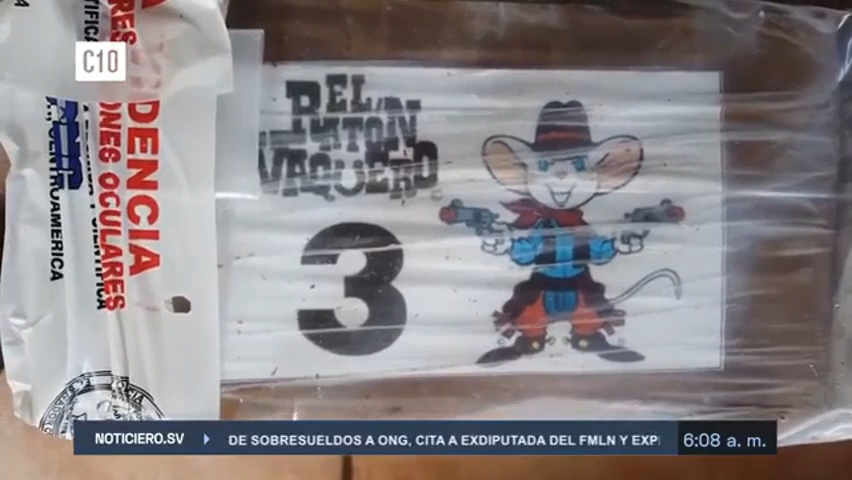 C10
DENCIA
ONES OCULARES
CENTROAMERICA
REL
RATON
VAQUERO
3
NOTICIERO.SV
DE SOBRESUELDOS A ONG, CITA A EXDIPUTADA DEL FMLN Y EXP
6:08 a. m.